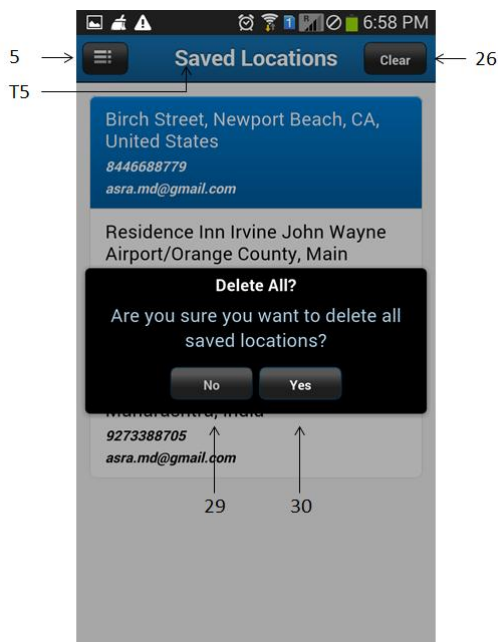 6:58 PM
5
Saved Locations
Clear
26
T5
Birch Street, Newport Beach, CA,
United States
8446688779
asra.md@gmail.com
Residence Inn Irvine John Wayne
Airport/Orange County, Main
Delete All?
Are you sure you want to delete all
saved locations?
No
Yes
9273388705
asra.md@gmail.com
29
30